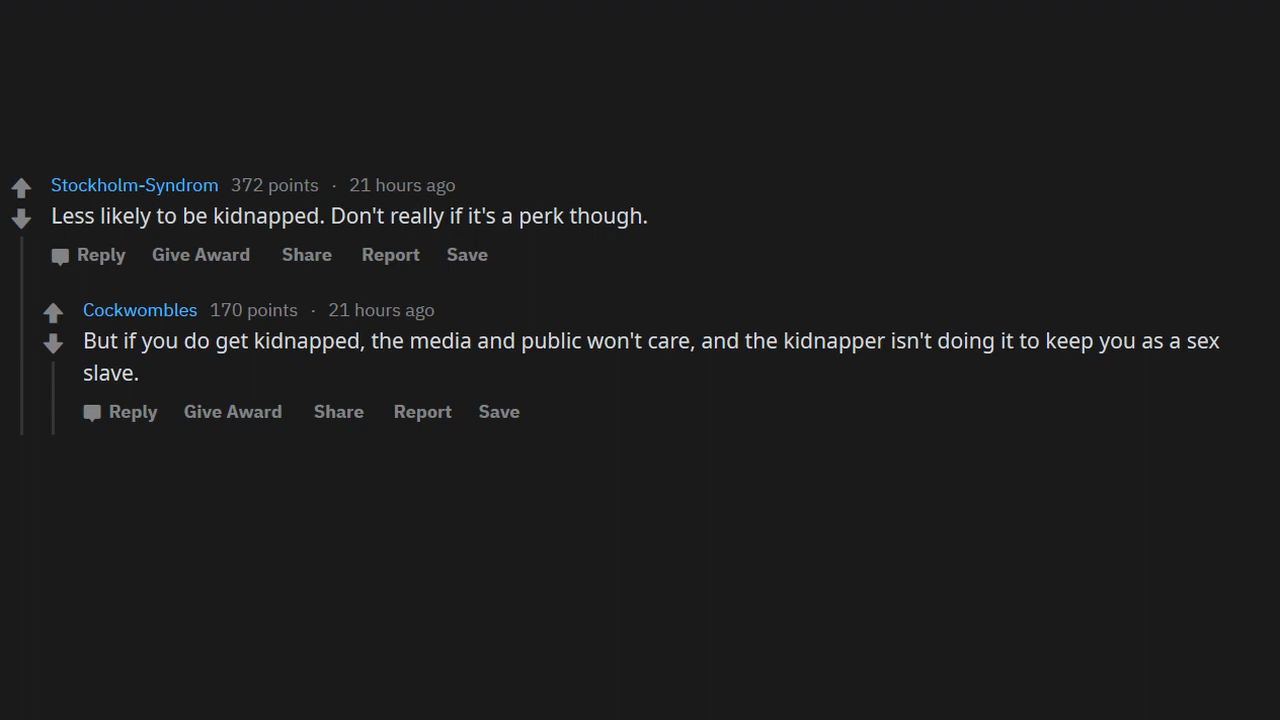 Stockholm-Syndrom 372 points · 21 hours ago
Less likely to be kidnapped. Don't really if it's a perk though.
Reply Give Award Share Report Save
Cockwombles 170 points · 21 hours ago
But if you do get kidnapped, the media and public won't care, and the kidnapper isn't doing it to keep you as a sex
slave.
Reply Give Award Share Report Save